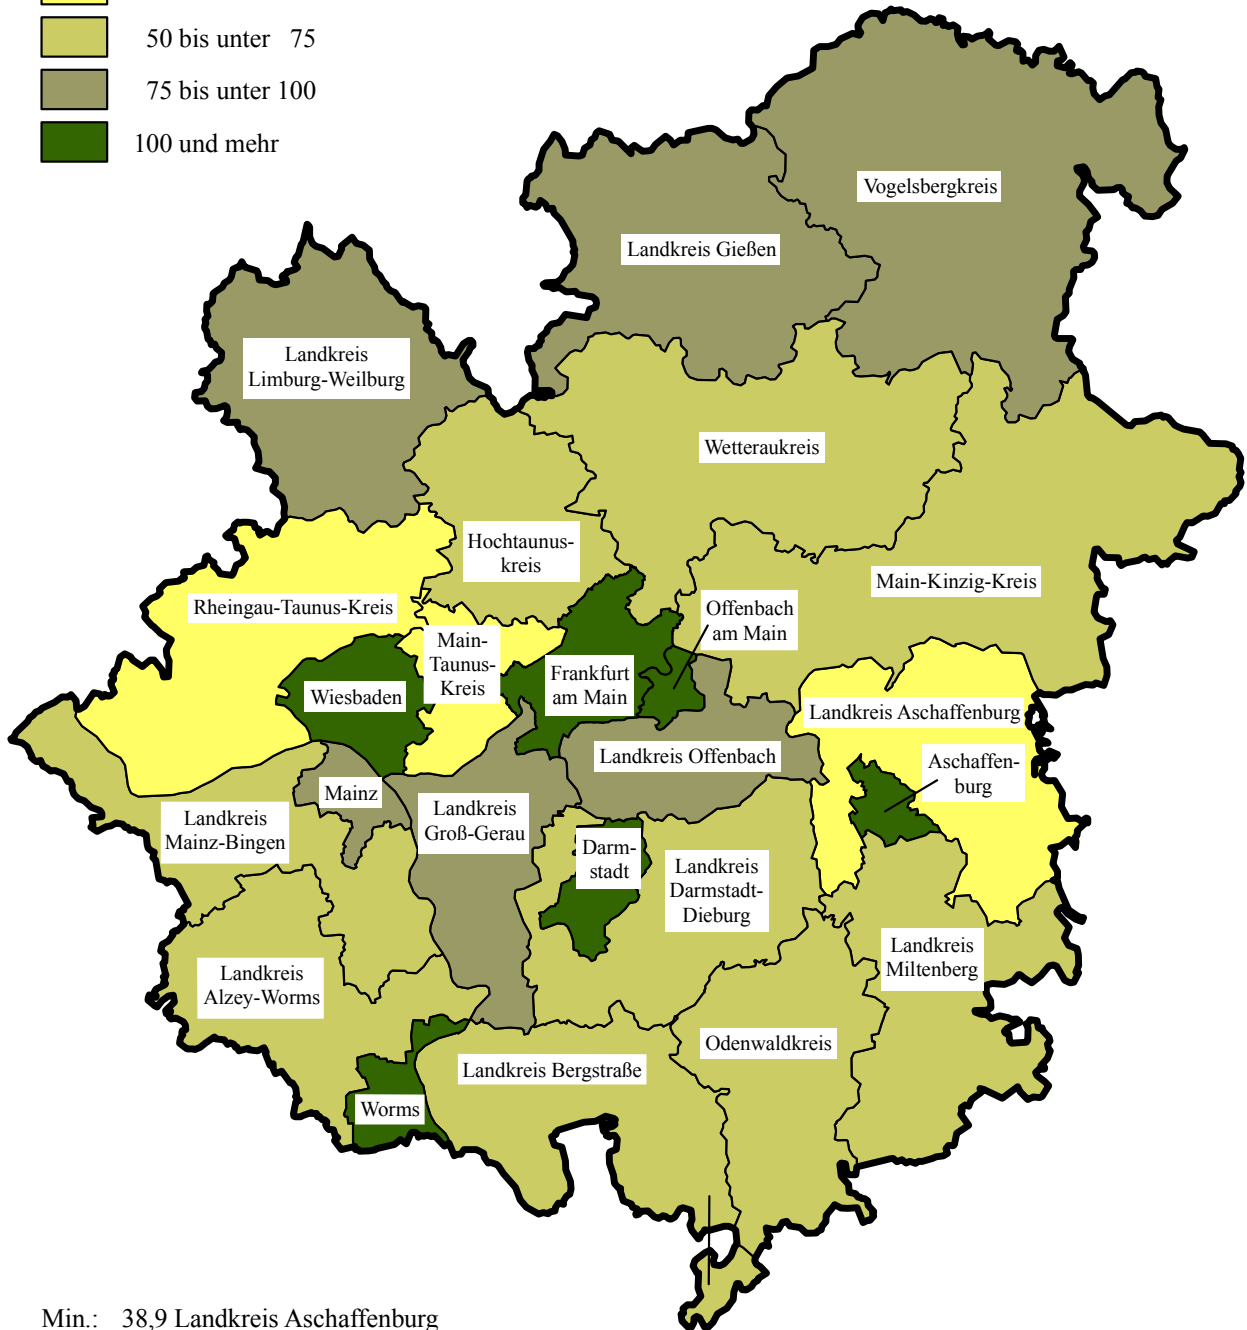 50 bis unter 75
75 bis unter 100
100 und mehr
Vogelsbergkreis
Landkreis Gießen
Landkreis
Limburg-Weilburg
Wetteraukreis
Hochtaunus-
kreis
Main-Kinzig-Kreis
Rheingau-Taunus-Kreis
Offenbach
am Main
Main-
Taunus-
Kreis
Frankfurt
am Main
Wiesbaden
Landkreis Aschaffenburg
Landkreis Offenbach
Aschaffen-
burg
Mainz
Landkreis
Groß-Gerau
Landkreis
Mainz-Bingen
Darm-
stadt
Landkreis
Darmstadt-
Dieburg
Landkreis
Miltenberg
Landkreis
Alzey-Worms
Odenwaldkreis
Landkreis Bergstraße
Worms
Min.: 38,9 Landkreis Aschaffenburg